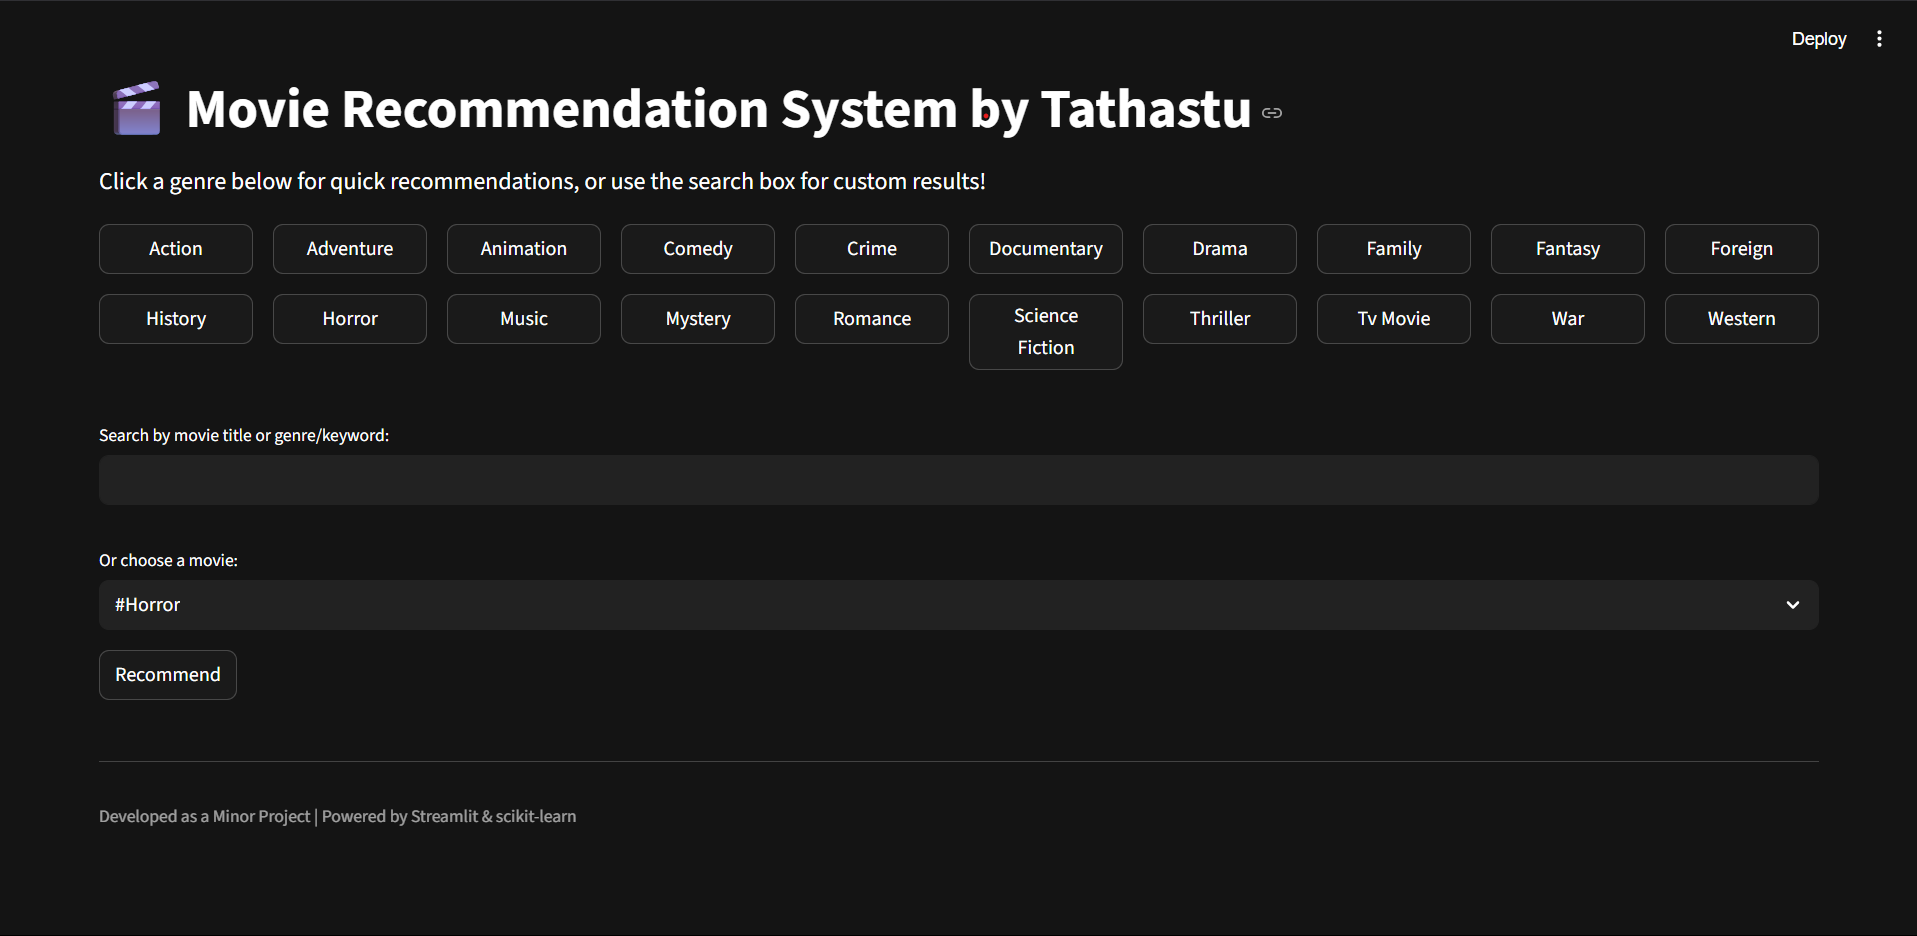 Deploy
Movie Recommendation System by Tathastu
Click a genre below for quick recommendations, or use the search box for custom results!
Action Adventure Animation Comedy Crime Documentary Drama Family Fantasy Foreign
History Horror Music Mystery Romance Science Fiction Thriller Tv Movie War Western
Search by movie title or genre/keyword:
Or choose a movie:
#Horror
Recommend
Developed as a Minor Project | Powered by Streamlit & scikit-learn